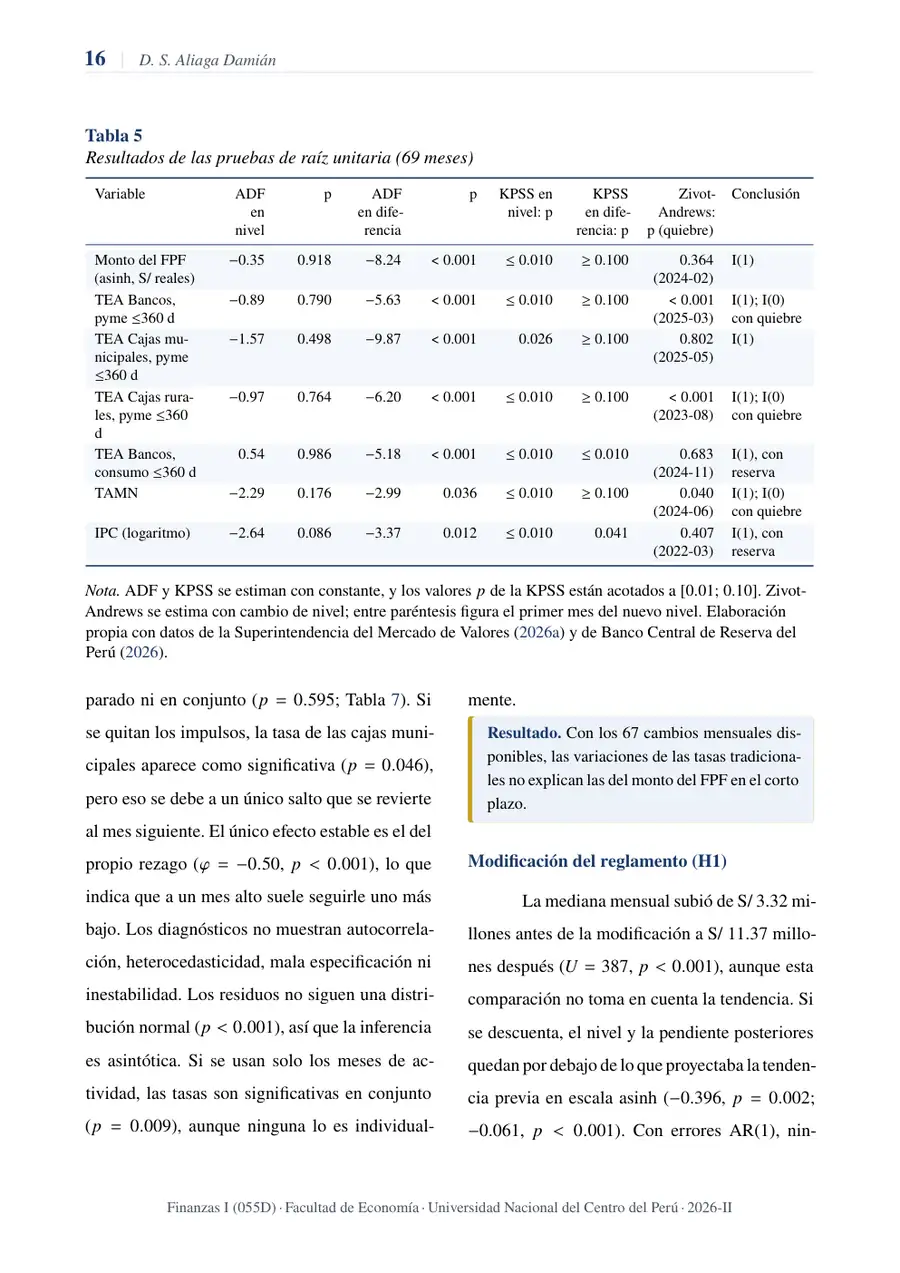 16 | D. S. Aliaga Damián
Tabla 5
Resultados de las pruebas de raíz unitaria (69 meses)
Variable ADF en nivel p ADF en dife-rencia p KPSS en nivel: p KPSS en dife-rencia: p Zivot-Andrews: p (quiebre) Conclusión
Monto del FPF (asinh, S/ reales) −0.35 0.918 −8.24 < 0.001 ≤ 0.010 ≥ 0.100 0.364 (2024-02) I(1)
TEA Bancos, pyme ≤360 d −0.89 0.790 −5.63 < 0.001 ≤ 0.010 ≥ 0.100 < 0.001 (2025-03) I(1); I(0) con quiebre
TEA Cajas mu-nicipales, pyme ≤360 d −1.57 0.498 −9.87 < 0.001 0.026 ≥ 0.100 0.802 (2025-05) I(1)
TEA Cajas rura-les, pyme ≤360 d −0.97 0.764 −6.20 < 0.001 ≤ 0.010 ≥ 0.100 < 0.001 (2023-08) I(1); I(0) con quiebre
TEA Bancos, consumo ≤360 d 0.54 0.986 −5.18 < 0.001 ≤ 0.010 ≤ 0.010 0.683 (2024-11) I(1), con reserva
TAMN −2.29 0.176 −2.99 0.036 ≤ 0.010 ≥ 0.100 0.040 (2024-06) I(1); I(0) con quiebre
IPC (logaritmo) −2.64 0.086 −3.37 0.012 ≤ 0.010 0.041 0.407 (2022-03) I(1), con reserva
Nota. ADF y KPSS se estiman con constante, y los valores p de la KPSS están acotados a [0.01; 0.10]. Zivot-
Andrews se estima con cambio de nivel; entre paréntesis figura el primer mes del nuevo nivel. Elaboración
propia con datos de la Superintendencia del Mercado de Valores (2026a) y de Banco Central de Reserva del
Perú (2026).
parado ni en conjunto (p = 0.595; Tabla 7). Si
se quitan los impulsos, la tasa de las cajas muni-
cipales aparece como significativa (p = 0.046),
pero eso se debe a un único salto que se revierte
al mes siguiente. El único efecto estable es el del
propio rezago (φ = −0.50, p < 0.001), lo que
indica que a un mes alto suele seguirle uno más
bajo. Los diagnósticos no muestran autocorrela-
ción, heterocedasticidad, mala especificación ni
inestabilidad. Los residuos no siguen una distri-
bución normal (p < 0.001), así que la inferencia
es asintótica. Si se usan solo los meses de ac-
tividad, las tasas son significativas en conjunto
(p = 0.009), aunque ninguna lo es individual-
mente.
Resultado. Con los 67 cambios mensuales dis-
ponibles, las variaciones de las tasas tradiciona-
les no explican las del monto del FPF en el corto
plazo.
Modificación del reglamento (H1)
La mediana mensual subió de S/ 3.32 mi-
llones antes de la modificación a S/ 11.37 millo-
nes después (U = 387, p < 0.001), aunque esta
comparación no toma en cuenta la tendencia. Si
se descuenta, el nivel y la pendiente posteriores
quedan por debajo de lo que proyectaba la tenden-
cia previa en escala asinh (−0.396, p = 0.002;
−0.061, p < 0.001). Con errores AR(1), nin-
Finanzas I (055D) · Facultad de Economía · Universidad Nacional del Centro del Perú · 2026-II